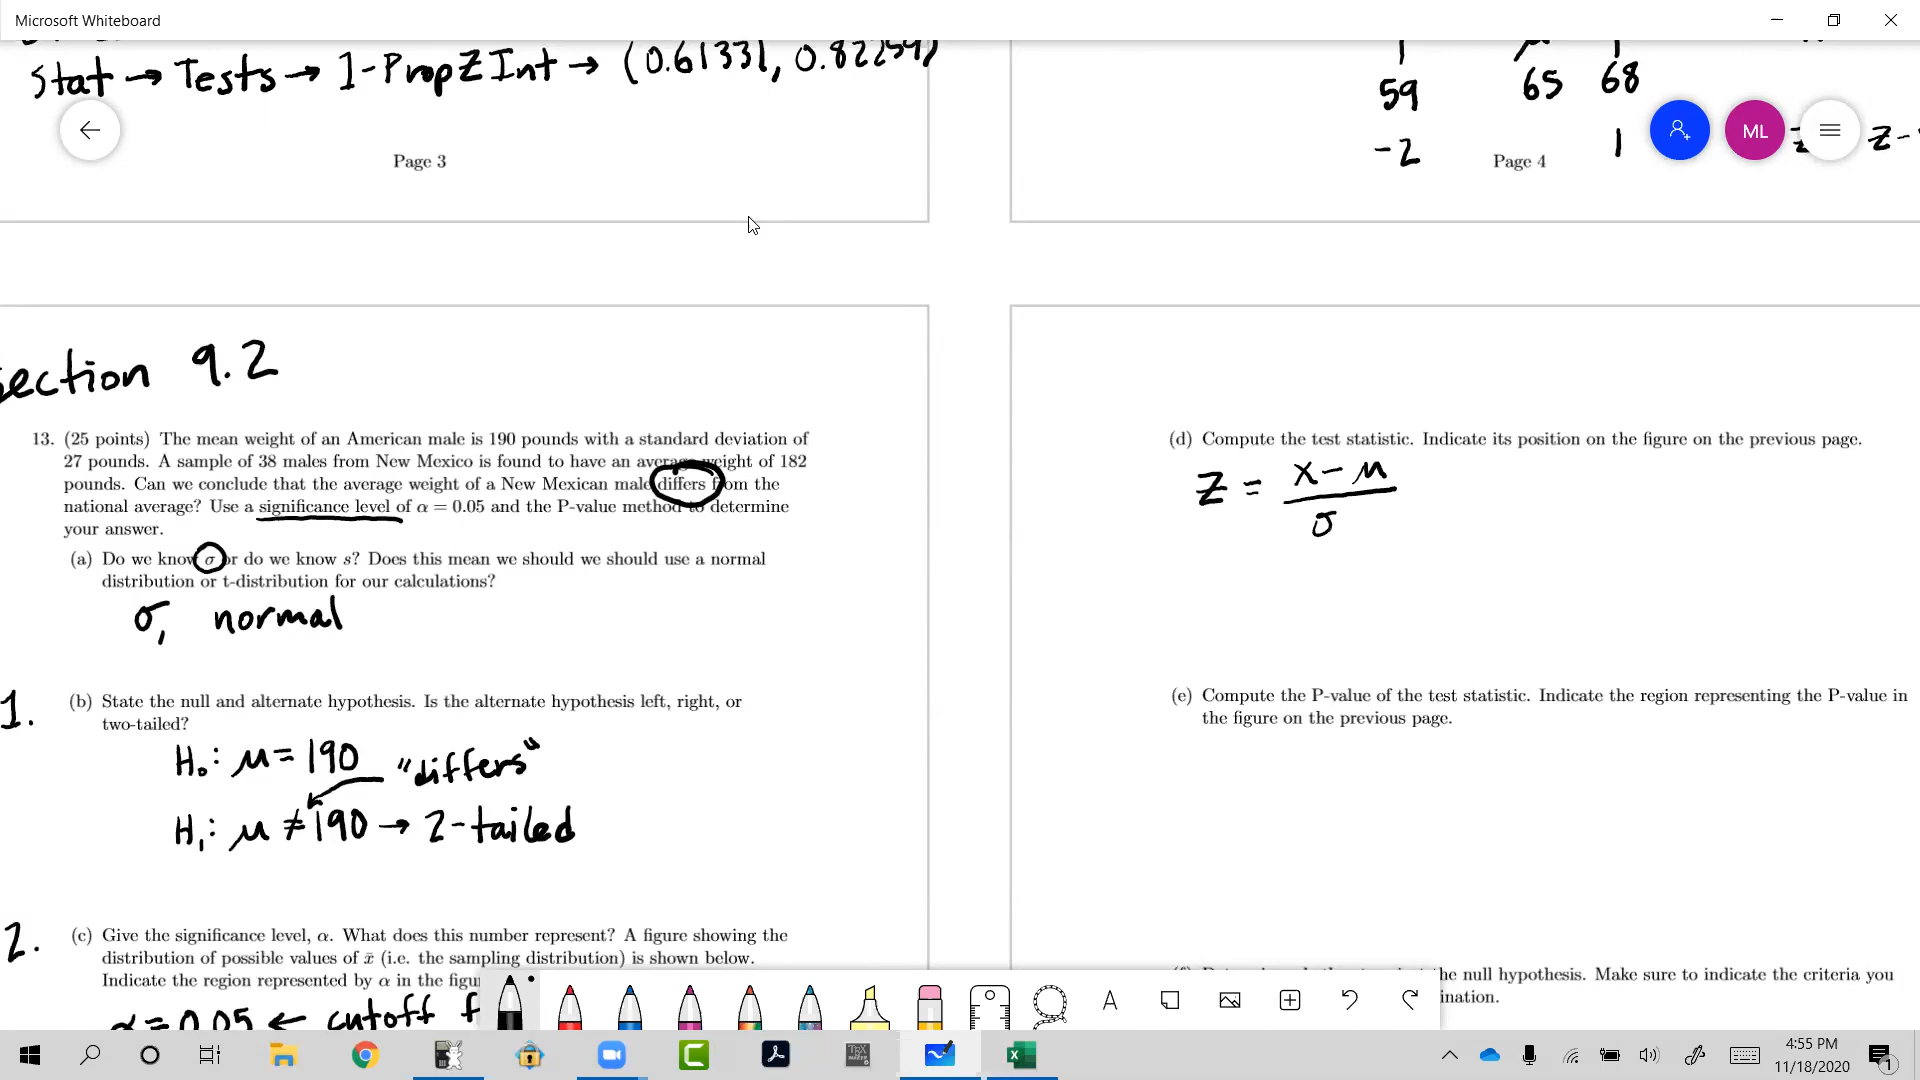 Microsoft Whiteboard
Stat → Tests → 1-PropZInt → (0.61331, 0.82259)
Page 3
59 65 68
-2 1
ML
z-
Page 4
Section 9.2
13. (25 points) The mean weight of an American male is 190 pounds with a standard deviation of
27 pounds. A sample of 38 males from New Mexico is found to have an average weight of 182
pounds. Can we conclude that the average weight of a New Mexican male differs from the
national average? Use a significance level of α = 0.05 and the P-value method to determine
your answer.
(a) Do we know σ or do we know s? Does this mean we should we should use a normal
distribution or t-distribution for our calculations?
σ, normal
1. (b) State the null and alternate hypothesis. Is the alternate hypothesis left, right, or
two-tailed?
H₀: μ = 190 "differs"
H₁: μ ≠ 190 → 2-tailed
2. (c) Give the significance level, α. What does this number represent? A figure showing the
distribution of possible values of x̄ (i.e. the sampling distribution) is shown below.
Indicate the region represented by α in the figu
α = 0.05 ← cutoff f
(d) Compute the test statistic. Indicate its position on the figure on the previous page.
z = x - μ
σ
(e) Compute the P-value of the test statistic. Indicate the region representing the P-value in
the figure on the previous page.
he null hypothesis. Make sure to indicate the criteria you
ination.
4:55 PM
11/18/2020
1